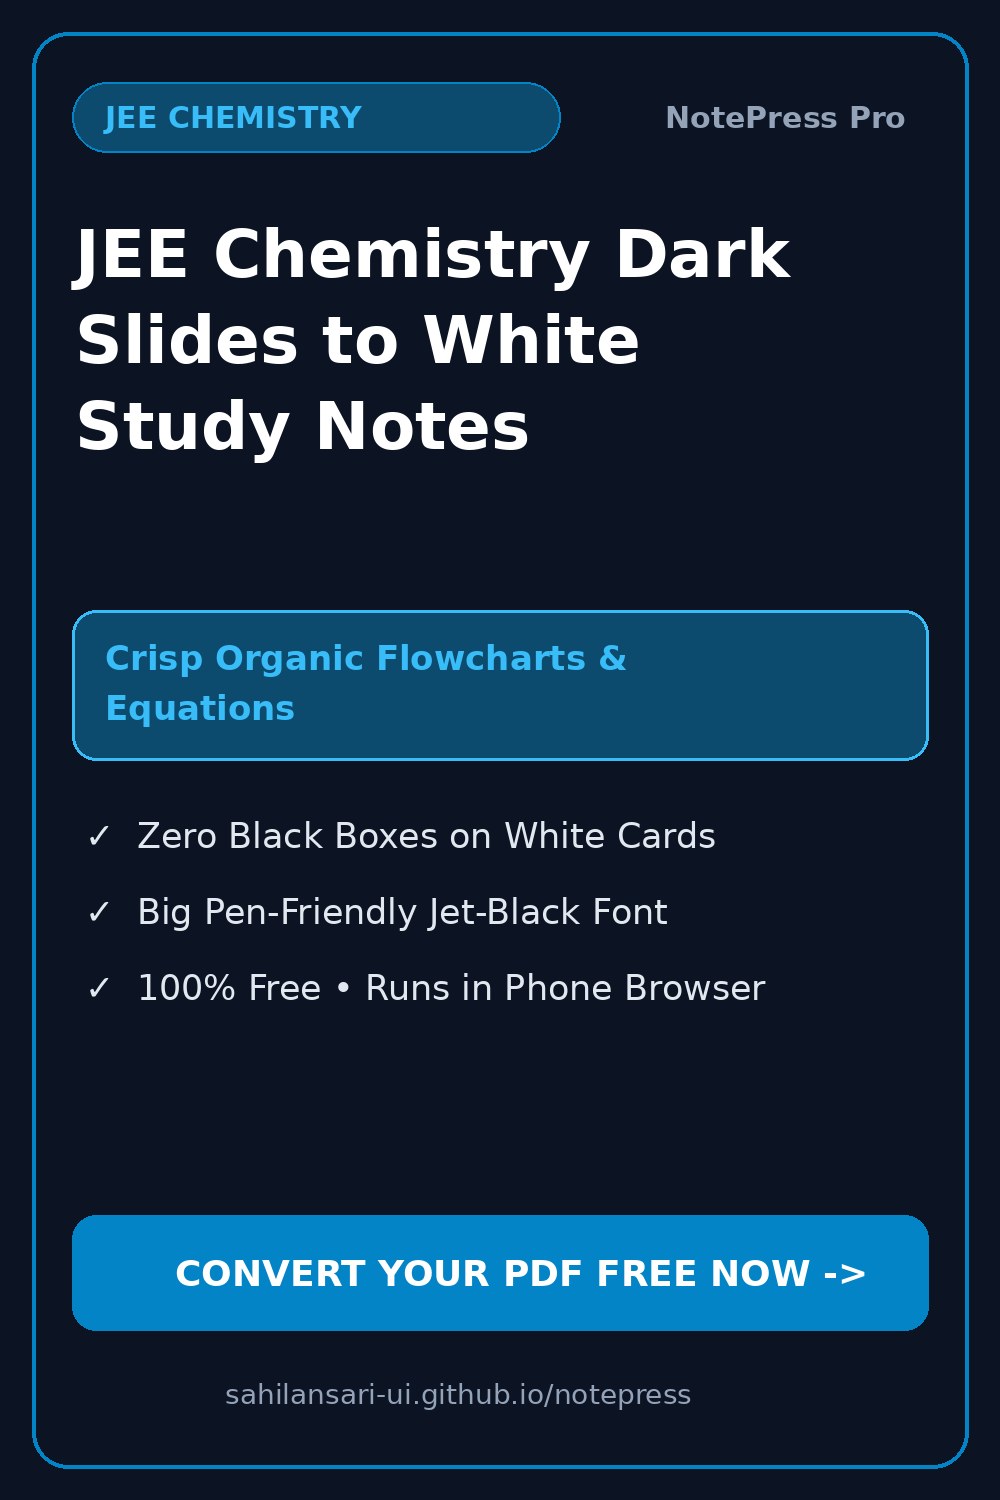 JEE CHEMISTRY
NotePress Pro
JEE Chemistry Dark
Slides to White
Study Notes
Crisp Organic Flowcharts &
Equations
✓ Zero Black Boxes on White Cards
✓ Big Pen-Friendly Jet-Black Font
✓ 100% Free • Runs in Phone Browser
CONVERT YOUR PDF FREE NOW ->
sahilansari-ui.github.io/notepress